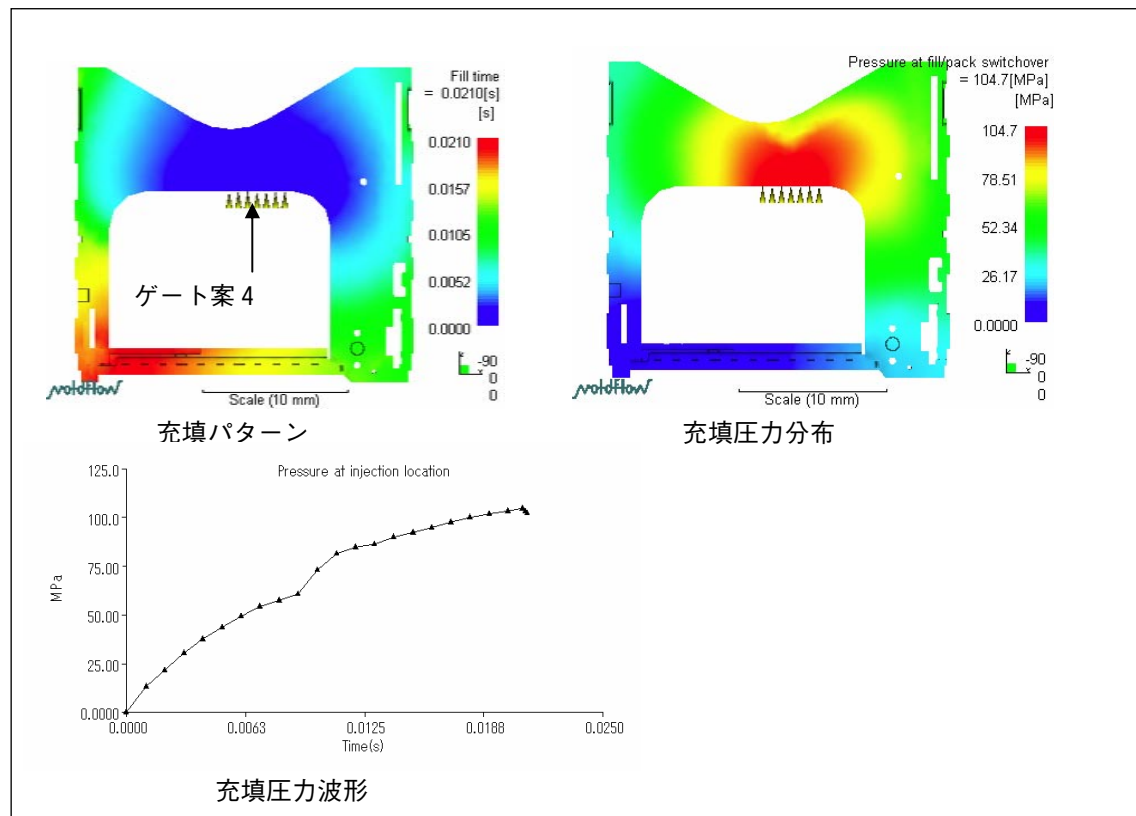 Fill time
= 0.0210[s]
[s]
0.0210
0.0157
0.0105
0.0052
0.0000
ゲート案 4
-90
0
0
moldflow
Scale (10 mm)
充填パターン
Pressure at fill/pack switchover
= 104.7[MPa]
[MPa]
104.7
78.51
52.34
26.17
0.0000
-90
0
0
moldflow
Scale (10 mm)
充填圧力分布
Pressure at injection location
125.0
100.0
75.00
50.00
25.00
0.0000
MPa
0.0000
0.0063
0.0125
0.0188
0.0250
Time(s)
充填圧力波形